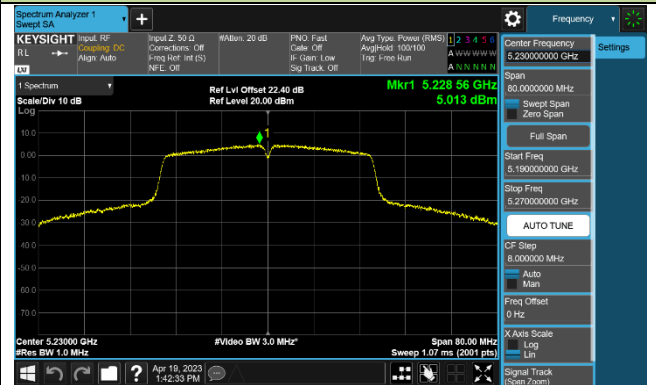 Spectrum Analyzer 1
Swept SA
+
Frequency
KEYSIGHT Input: RF Input Z: 50 Ω #Atten: 20 dB PNO: Fast Avg Type: Power (RMS) 1 2 3 4 5 6
RL Coupling: DC Corrections: Off Gate: Off Avg|Hold: 100/100 A W W W W W
Align: Auto Freq Ref: Int (S) IF Gain: Low Trig: Free Run
NFE: Off Sig Track: Off A N N N N N
LXI
1 Spectrum
Scale/Div 10 dB
Ref Lvl Offset 22.40 dB
Ref Level 20.00 dBm
Mkr1 5.228 56 GHz
5.013 dBm
Log
10.0
0.00
-10.0
-20.0
-30.0
-40.0
-50.0
-60.0
-70.0
1
Center 5.23000 GHz
#Res BW 1.0 MHz
#Video BW 3.0 MHz*
Span 80.00 MHz
Sweep 1.07 ms (2001 pts)
Center Frequency
5.230000000 GHz
Settings
Span
80.0000000 MHz
Swept Span
Zero Span
Full Span
Start Freq
5.190000000 GHz
Stop Freq
5.270000000 GHz
AUTO TUNE
CF Step
8.000000 MHz
Auto
Man
Freq Offset
0 Hz
X Axis Scale
Log
Lin
Signal Track
(Span Zoom)
?
Apr 19, 2023
1:42:33 PM